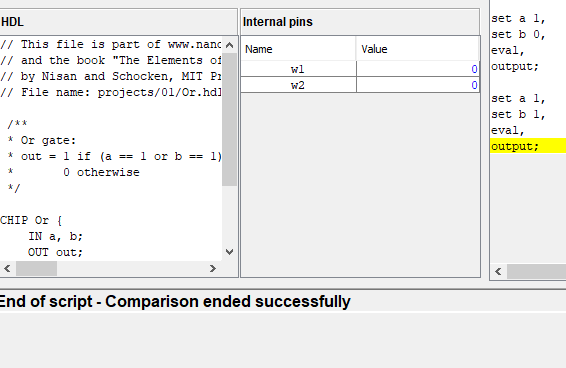 HDL
// This file is part of www.nand
// and the book "The Elements of
// by Nisan and Schocken, MIT Pr
// File name: projects/01/Or.hdl
/**
* Or gate:
* out = 1 if (a == 1 or b == 1)
* 0 otherwise
*/
CHIP Or {
IN a, b;
OUT out;
Internal pins
Name Value
w1 0
w2 0
set a 1,
set b 0,
eval,
output;
set a 1,
set b 1,
eval,
output;
End of script - Comparison ended successfully